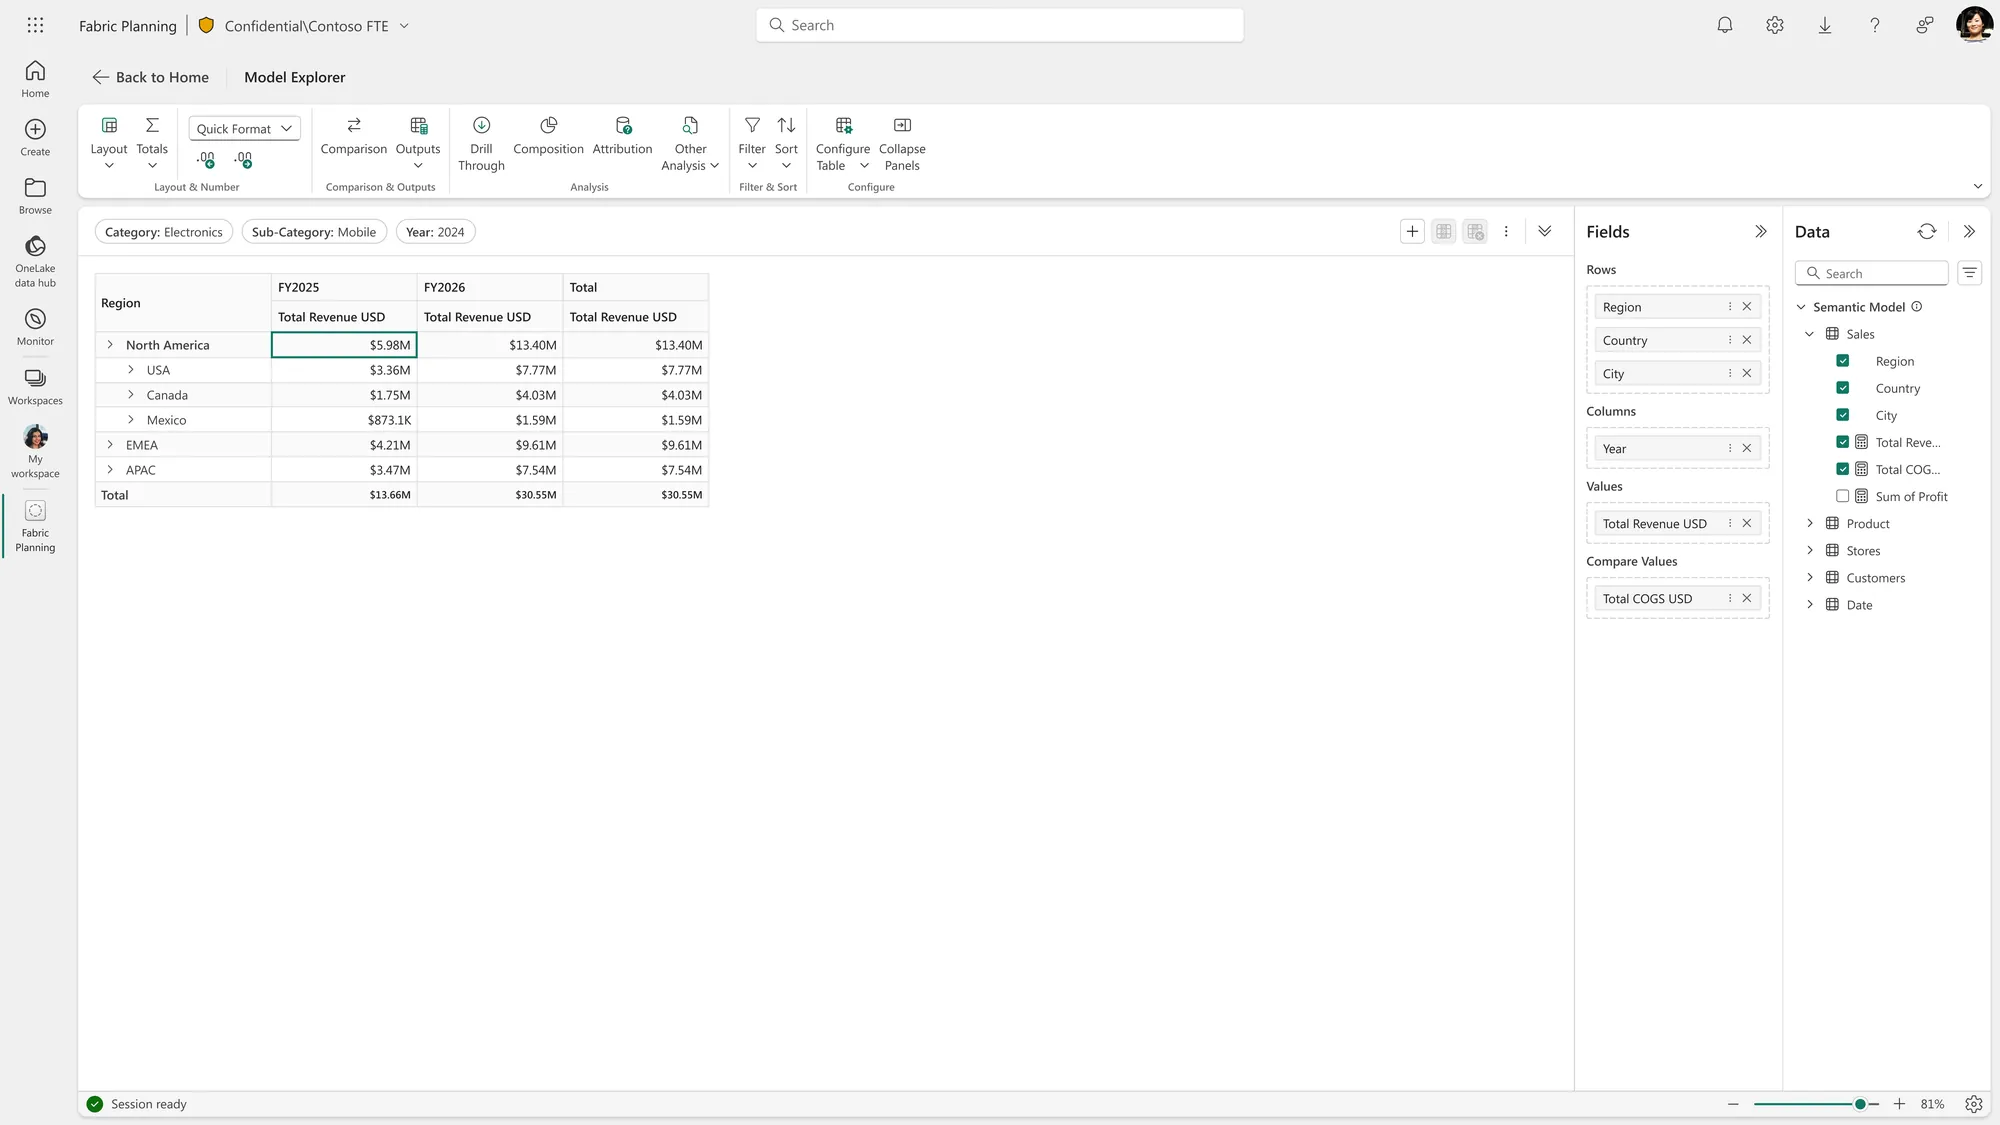 Fabric Planning
Confidential\Contoso FTE
Search
Home
Create
Browse
OneLake
data hub
Monitor
Workspaces
My
workspace
Fabric
Planning
Back to Home
Model Explorer
Layout
Totals
Quick Format
.00
.00
Layout & Number
Comparison
Outputs
Comparison & Outputs
Drill
Through
Composition
Attribution
Other
Analysis
Analysis
Filter
Sort
Filter & Sort
Configure
Table
Collapse
Panels
Configure
Category: Electronics
Sub-Category: Mobile
Year: 2024
Region FY2025 FY2026 Total
Total Revenue USD Total Revenue USD Total Revenue USD
North America $5.98M $13.40M $13.40M
USA $3.36M $7.77M $7.77M
Canada $1.75M $4.03M $4.03M
Mexico $873.1K $1.59M $1.59M
EMEA $4.21M $9.61M $9.61M
APAC $3.47M $7.54M $7.54M
Total $13.66M $30.55M $30.55M
Fields
Rows
Region
Country
City
Columns
Year
Values
Total Revenue USD
Compare Values
Total COGS USD
Data
Search
Semantic Model
Sales
Region
Country
City
Total Reve...
Total COG...
Sum of Profit
Product
Stores
Customers
Date
Session ready
81%